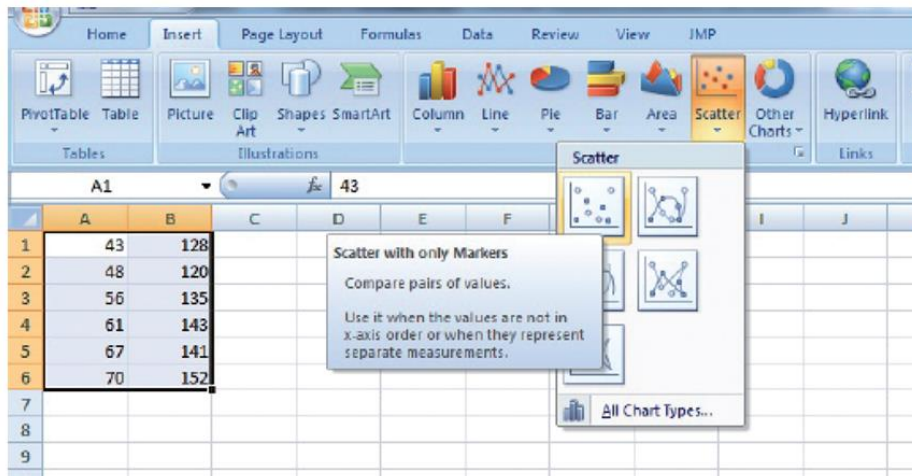 Home Insert Page Layout Formulas Data Review View JMP
PivotTable Table Picture Clip Art Shapes SmartArt Column Line Pie Bar Area Scatter Other Charts Hyperlink
Tables Illustrations Links
Scatter
A1 fx 43
A B C D E F I J
1 43 128
2 48 120
3 56 135
4 61 143
5 67 141
6 70 152
7
8
9
Scatter with only Markers
Compare pairs of values.
Use it when the values are not in
x-axis order or when they represent
separate measurements.
All Chart Types...